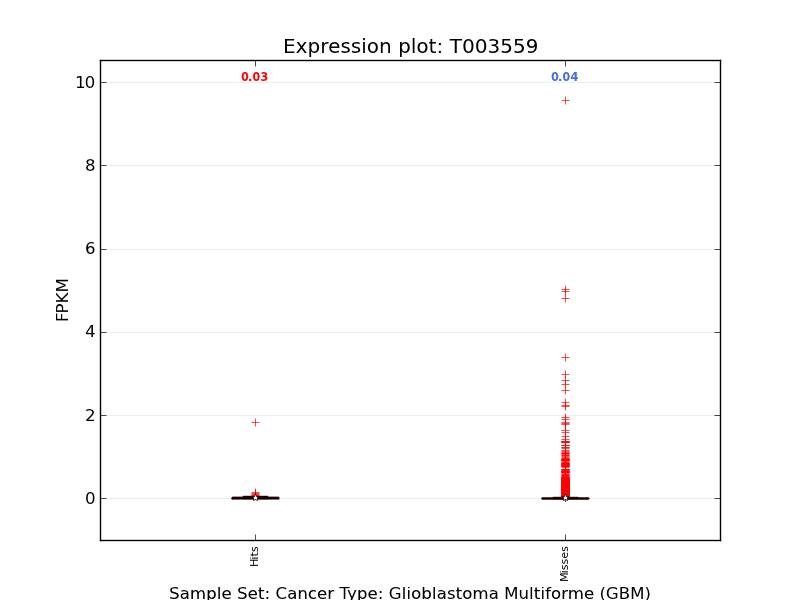 Expression plot: T003559
0.03
0.04
10
8
6
4
2
0
FPKM
Hits
Misses
Sample Set: Cancer Type: Glioblastoma Multiforme (GBM)